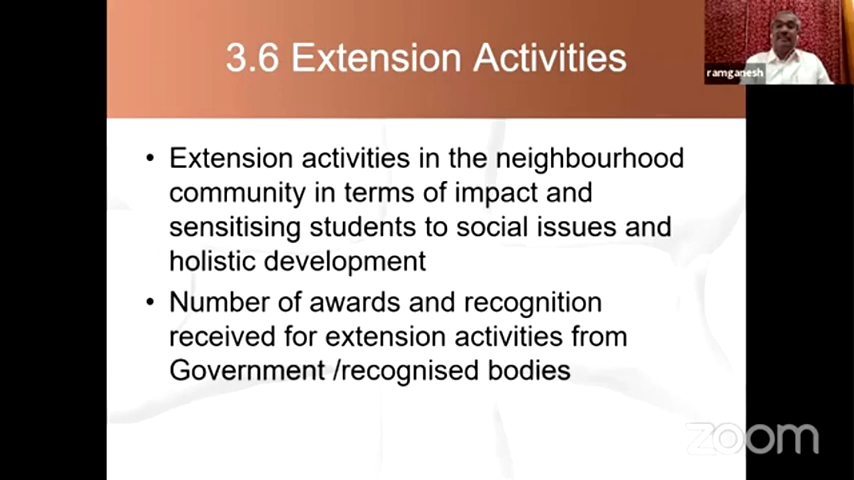 3.6 Extension Activities
ramganesh
• Extension activities in the neighbourhood
community in terms of impact and
sensitising students to social issues and
holistic development
• Number of awards and recognition
received for extension activities from
Government /recognised bodies
zoom